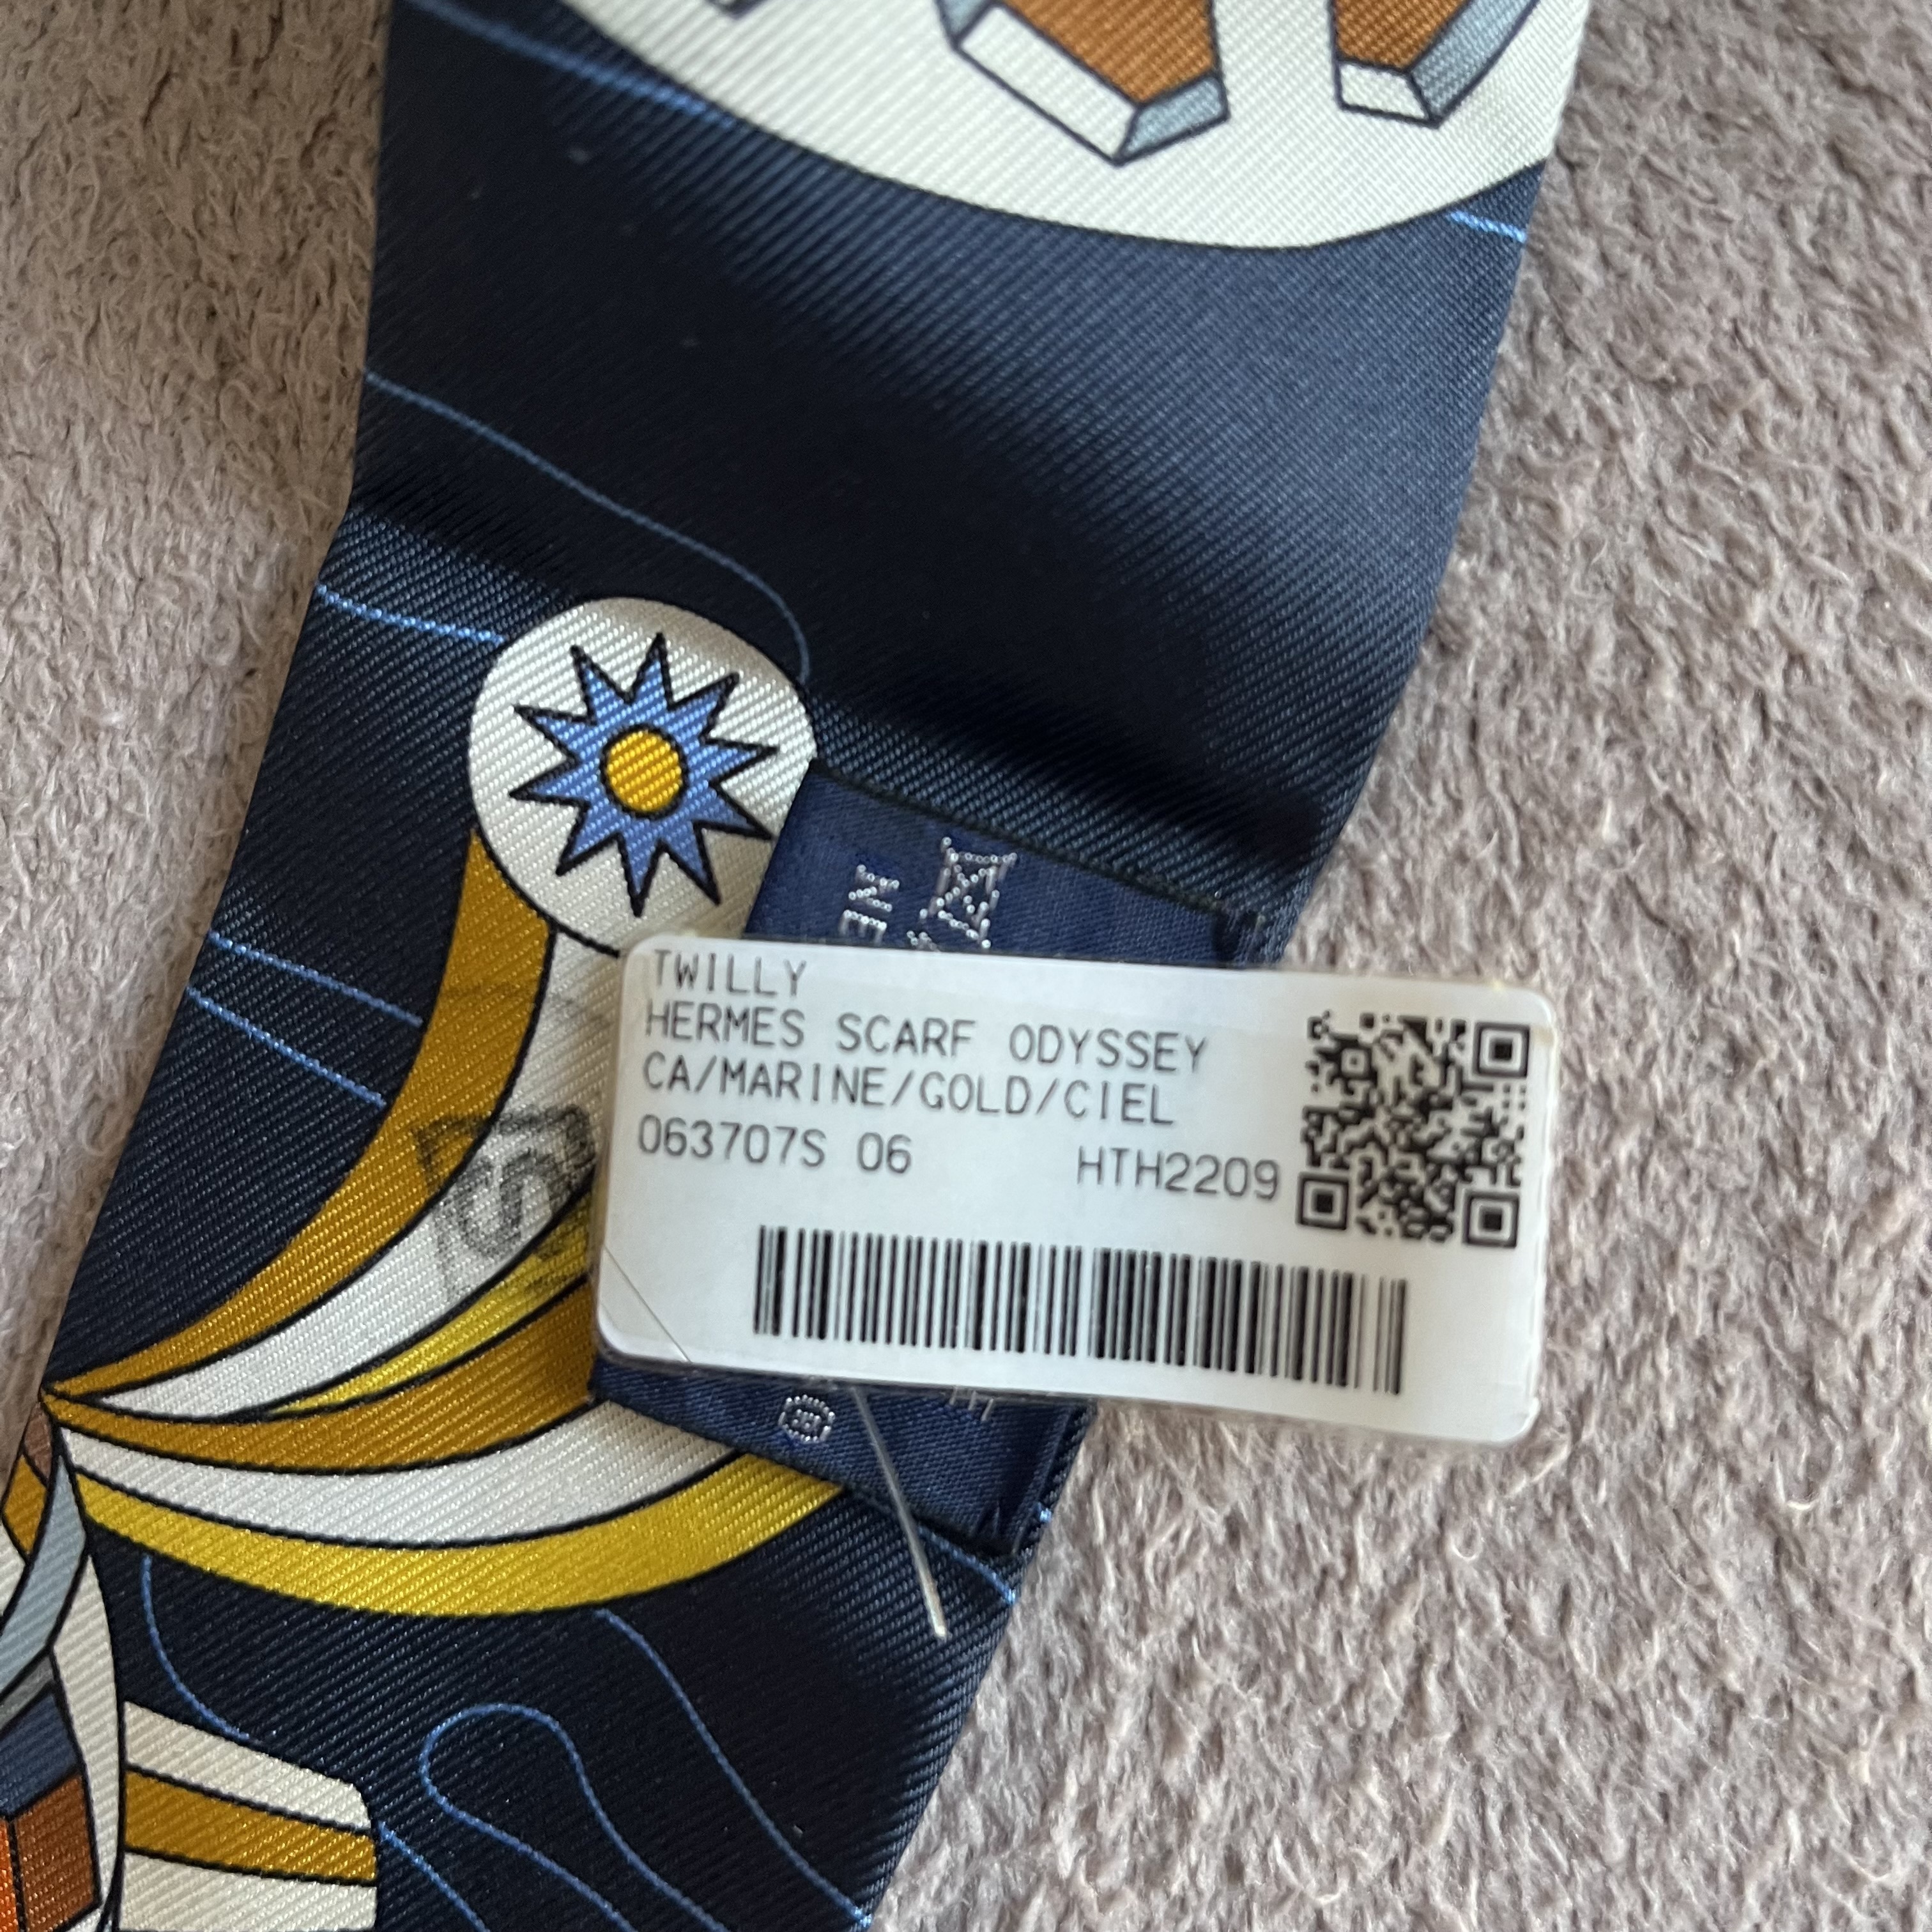 TWILLY
HERMES SCARF ODYSSEY
CA/MARINE/GOLD/CIEL
063707S 06 HTH2209